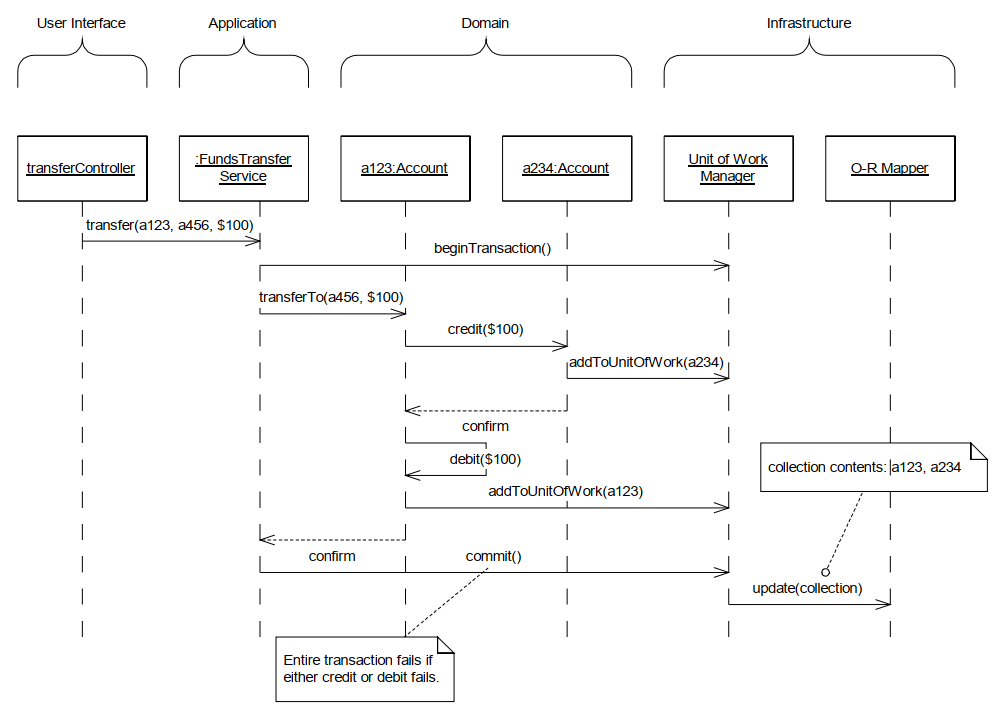 User Interface
Application
Domain
Infrastructure
transferController
:FundsTransfer
Service
a123:Account
a234:Account
Unit of Work
Manager
O-R Mapper
transfer(a123, a456, $100)
beginTransaction()
transferTo(a456, $100)
credit($100)
addToUnitOfWork(a234)
confirm
debit($100)
collection contents: a123, a234
addToUnitOfWork(a123)
confirm
commit()
update(collection)
Entire transaction fails if
either credit or debit fails.